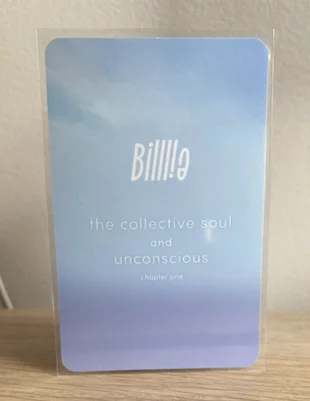 Billlie
the collective soul
and
unconscious
chapter one